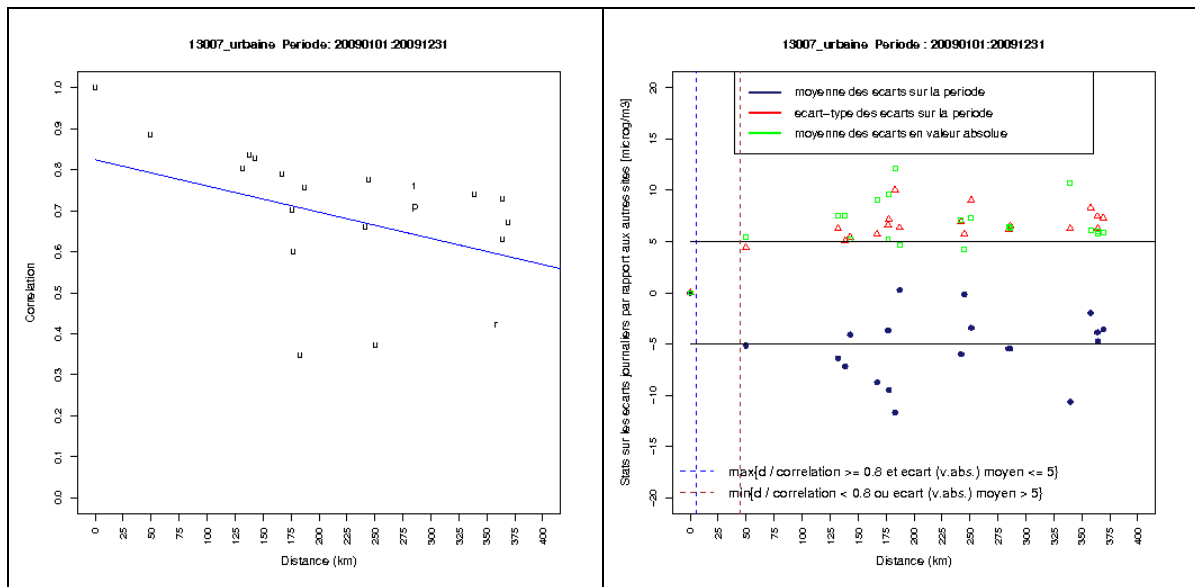 13007_urbaine Periode: 20090101:20091231
Correlation
1.0
0.9
0.8
0.7
0.6
0.5
0.4
0.3
0.2
0.1
0.0
u
u
u
u
u
u
u
u
u
u
u
u
u
t
p
u
u
r
u
u
u
0 25 50 75 100 125 150 175 200 225 250 275 300 325 350 375 400
Distance (km)
13007_urbaine Periode : 20090101:20091231
Stats sur les ecarts journaliers par rapport aux autres sites [microg/m3]
20
15
10
5
0
-5
-10
-15
-20
moyenne des ecarts sur la periode
ecart-type des ecarts sur la periode
moyenne des ecarts en valeur absolue
max{d / correlation >= 0.8 et ecart (v.abs.) moyen <= 5}
min{d / correlation < 0.8 ou ecart (v.abs.) moyen > 5}
0 25 50 75 100 125 150 175 200 225 250 275 300 325 350 375 400
Distance (km)